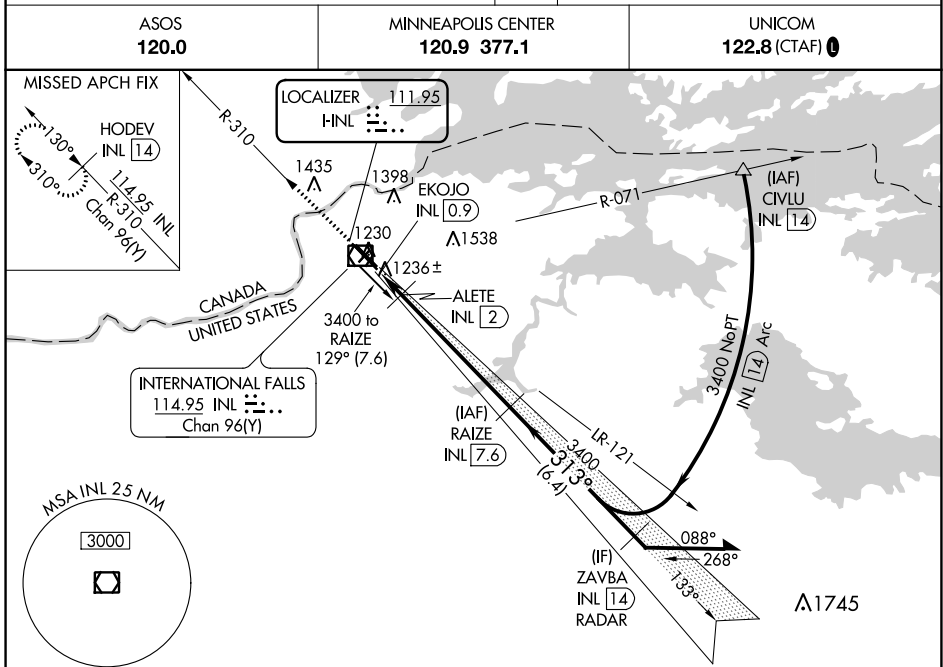 ASOS
120.0
MINNEAPOLIS CENTER
120.9 377.1
UNICOM
122.8 (CTAF) L
MISSED APCH FIX
130°
310°
HODEV
INL 14
114.95 INL
R-310
Chan 96(Y)
R-310
LOCALIZER 111.95
I-INL
1435
1398
EKOJO
INL 0.9
1538
1230
1236±
ALETE
INL 2
R-071
(IAF)
CIVLU
INL 14
CANADA
UNITED STATES
3400 to
RAIZE
129° (7.6)
3400 NoPT
INL 14 Arc
INTERNATIONAL FALLS
114.95 INL
Chan 96(Y)
(IAF)
RAIZE
INL 7.6
LR-121
3400
313°
(6.4)
MSA INL 25 NM
3000
088°
268°
133°
(IF)
ZAVBA
INL 14
RADAR
1745